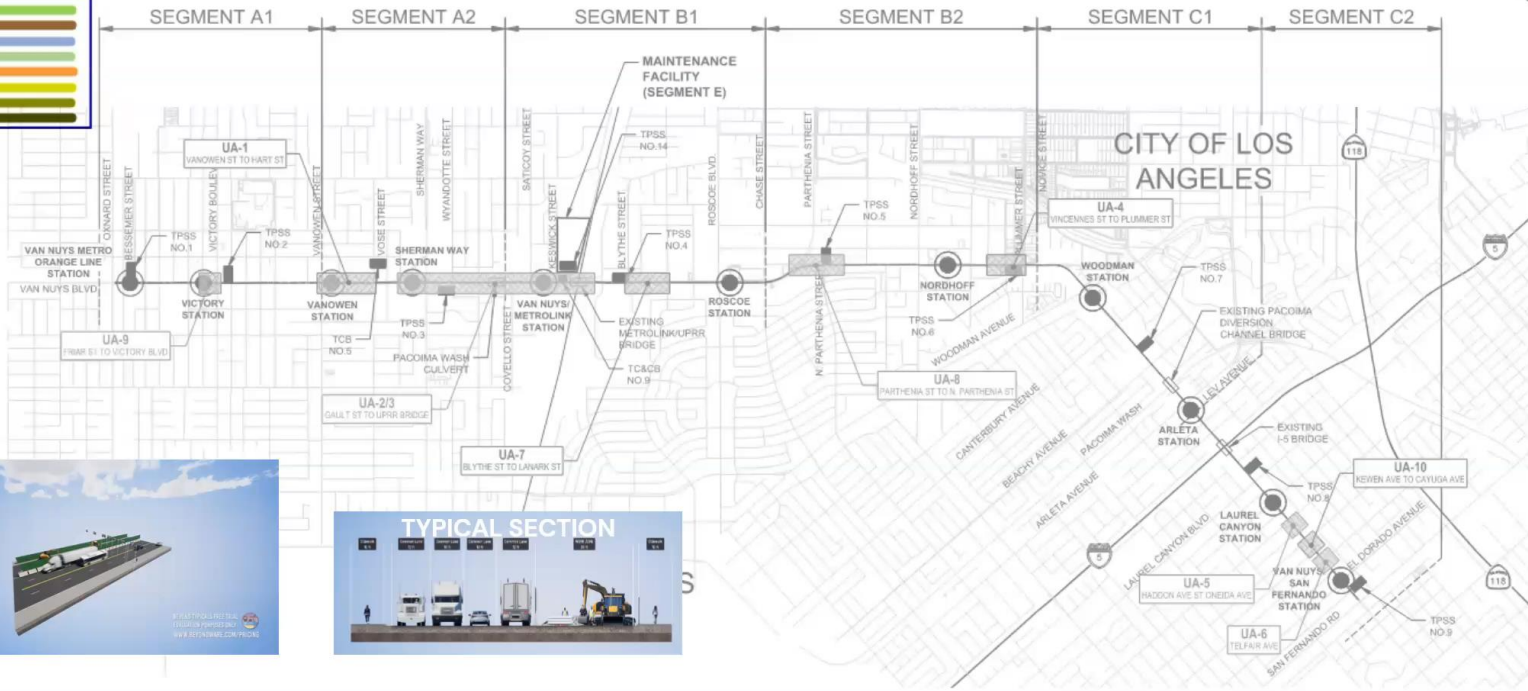 SEGMENT A1
SEGMENT A2
SEGMENT B1
SEGMENT B2
SEGMENT C1
SEGMENT C2
MAINTENANCE
FACILITY
(SEGMENT E)
CITY OF LOS
ANGELES
118
5
UA-1
VANOWEN ST TO HART ST
OXNARD STREET
BESSEMER STREET
VICTORY BOULEV
VANOWEN STREET
VOSE STREET
SHERMAN WAY
WYANDOTTE STREET
SATICOY STREET
KESWICK STREET
BLYTHE STREET
ROSCOE BLVD.
CHASE STREET
PARTHENIA STREET
NORDHOFF STREET
PLUMMER STREET
NOVICE STREET
TPSS
NO.14
TPSS
NO.1
TPSS
NO.2
TPSS
NO.4
TPSS
NO.5
UA-4
VINCENNES ST TO PLUMMER ST
VAN NUYS METRO
ORANGE LINE
STATION
VAN NUYS BLVD.
SHERMAN WAY
STATION
VICTORY
STATION
VANOWEN
STATION
VAN NUYS/
METROLINK
STATION
ROSCOE
STATION
NORDHOFF
STATION
WOODMAN
STATION
TPSS
NO.7
UA-9
FRIAR ST TO VICTORY BLVD
TCB
NO.5
TPSS
NO.3
PACOIMA WASH
CULVERT
COVELLO STREET
EXISTING
METROLINK/UPRR
BRIDGE
TC&CB
NO.9
N. PARTHENIA STREET
TPSS
NO.6
WOODMAN AVENUE
EXISTING PACOIMA
DIVERSION
CHANNEL BRIDGE
UA-2/3
GAULT ST TO UPRR BRIDGE
UA-8
PARTHENIA ST TO N. PARTHENIA ST
UA-7
BLYTHE ST TO LANARK ST
CANTERBURY AVENUE
BEACHY AVENUE
PACOIMA WASH
ARLETA AVENUE
LEY AVENUE
ARLETA
STATION
EXISTING
I-5 BRIDGE
UA-10
KEWEN AVE TO CAYUGA AVE
TPSS
NO.8
LAUREL
CANYON
STATION
LAUREL CANYON BLVD
EL DORADO AVENUE
5
118
UA-5
HADDON AVE ST ONEIDA AVE
VAN NUYS/
SAN
FERNANDO
STATION
UA-6
TELFAIR AVE
TPSS
NO.9
SAN FERNANDO RD
TYPICAL SECTION
S
WWW.BEYONDWARE.COM/PRICING